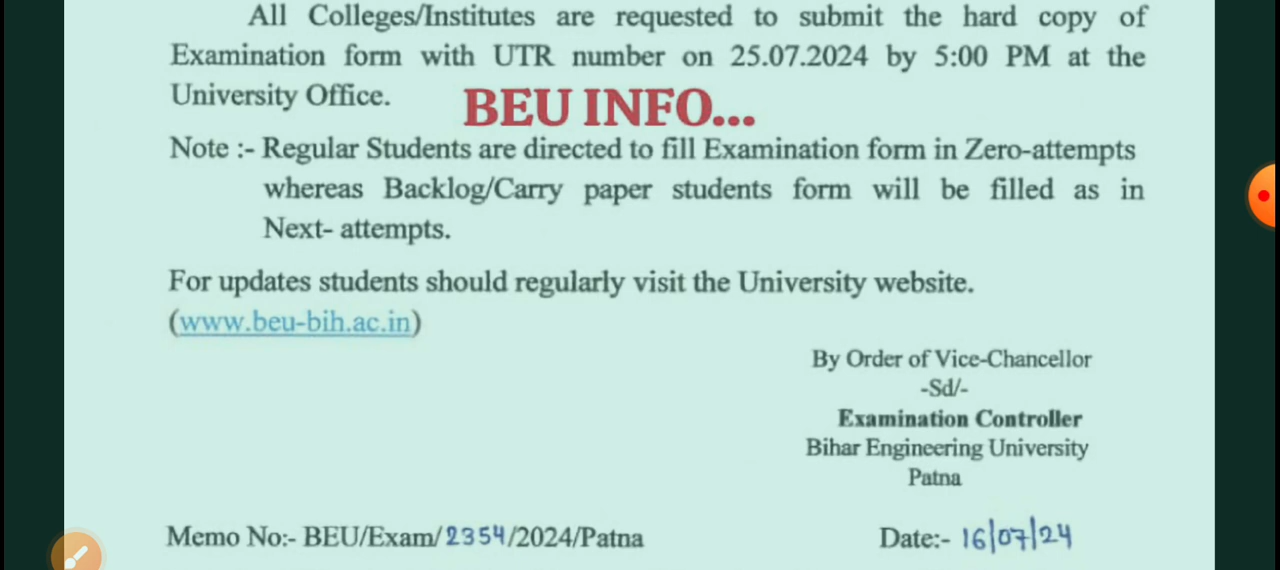 All Colleges/Institutes are requested to submit the hard copy of
Examination form with UTR number on 25.07.2024 by 5:00 PM at the
University Office.
BEU INFO...
Note :- Regular Students are directed to fill Examination form in Zero-attempts
whereas Backlog/Carry paper students form will be filled as in
Next- attempts.
For updates students should regularly visit the University website.
(www.beu-bih.ac.in)
By Order of Vice-Chancellor
-Sd/-
Examination Controller
Bihar Engineering University
Patna
Memo No:- BEU/Exam/2354/2024/Patna
Date:- 16/07/24